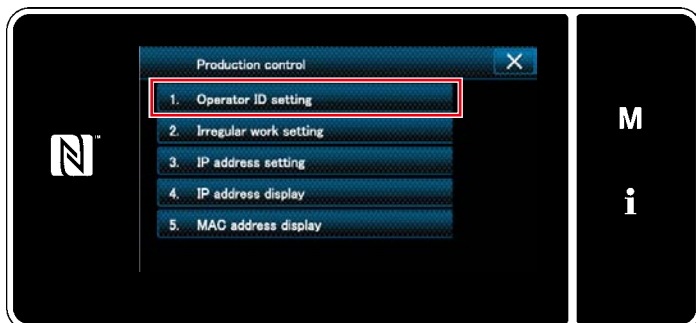 Production control
1. Operator ID setting
2. Irregular work setting
3. IP address setting
4. IP address display
5. MAC address display
M
i